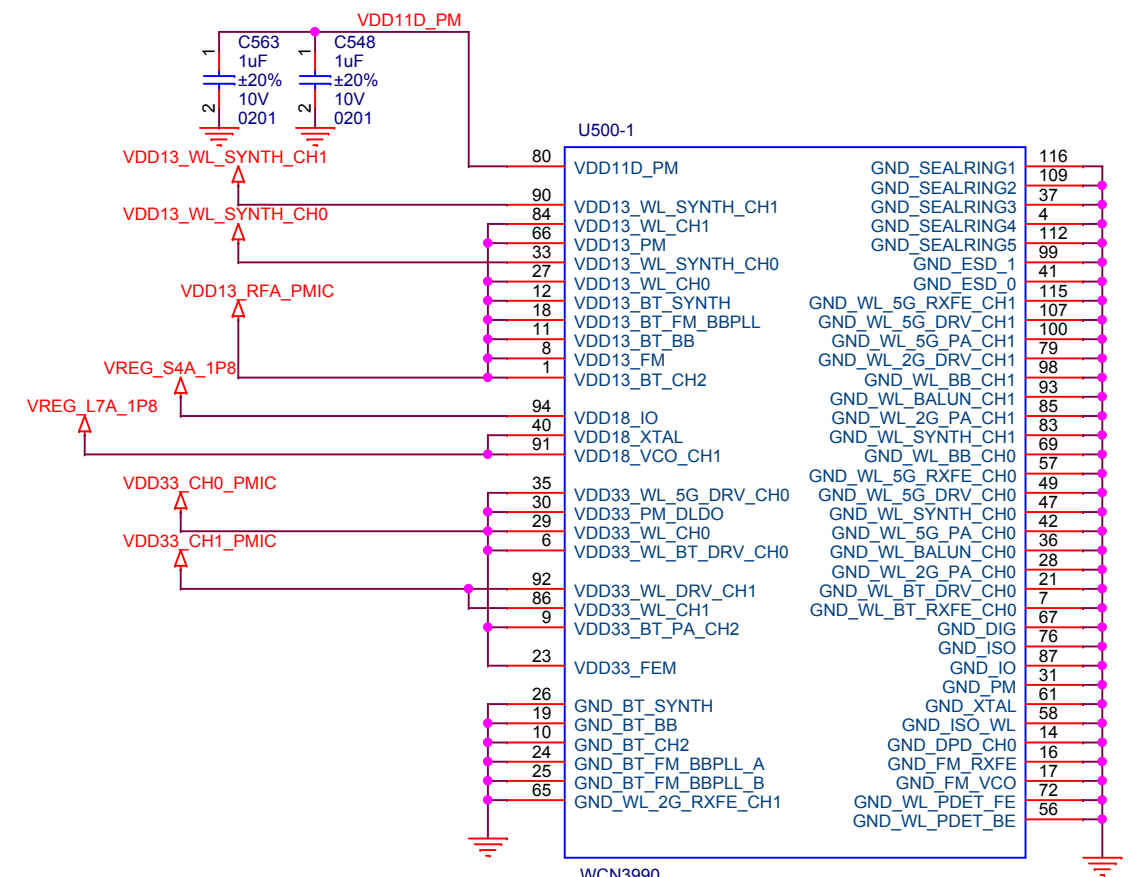 VDD11D_PM
1
C563
1uF
±20%
10V
0201
2
1
C548
1uF
±20%
10V
0201
2
VDD13_WL_SYNTH_CH1
VDD13_WL_SYNTH_CH0
VDD13_RFA_PMIC
VREG_S4A_1P8
VREG_L7A_1P8
VDD33_CH0_PMIC
VDD33_CH1_PMIC
U500-1
80 VDD11D_PM
90 VDD13_WL_SYNTH_CH1
84 VDD13_WL_CH1
66 VDD13_PM
33 VDD13_WL_SYNTH_CH0
27 VDD13_WL_CH0
12 VDD13_BT_SYNTH
18 VDD13_BT_FM_BBPLL
11 VDD13_BT_BB
8 VDD13_FM
1 VDD13_BT_CH2
94 VDD18_IO
40 VDD18_XTAL
91 VDD18_VCO_CH1
35 VDD33_WL_5G_DRV_CH0
30 VDD33_PM_DLDO
29 VDD33_WL_CH0
6 VDD33_WL_BT_DRV_CH0
92 VDD33_WL_DRV_CH1
86 VDD33_WL_CH1
9 VDD33_BT_PA_CH2
23 VDD33_FEM
26 GND_BT_SYNTH
19 GND_BT_BB
10 GND_BT_CH2
24 GND_BT_FM_BBPLL_A
25 GND_BT_FM_BBPLL_B
65 GND_WL_2G_RXFE_CH1
GND_SEALRING1 116
GND_SEALRING2 109
GND_SEALRING3 37
GND_SEALRING4 4
GND_SEALRING5 112
GND_ESD_1 99
GND_ESD_0 41
GND_WL_5G_RXFE_CH1 115
GND_WL_5G_DRV_CH1 107
GND_WL_5G_PA_CH1 100
GND_WL_2G_DRV_CH1 79
GND_WL_BB_CH1 98
GND_WL_BALUN_CH1 93
GND_WL_2G_PA_CH1 85
GND_WL_SYNTH_CH1 83
GND_WL_BB_CH0 69
GND_WL_5G_RXFE_CH0 57
GND_WL_5G_DRV_CH0 49
GND_WL_SYNTH_CH0 47
GND_WL_5G_PA_CH0 42
GND_WL_BALUN_CH0 36
GND_WL_2G_PA_CH0 28
GND_WL_BT_DRV_CH0 21
GND_WL_BT_RXFE_CH0 7
GND_DIG 67
GND_ISO 76
GND_IO 87
GND_PM 31
GND_XTAL 61
GND_ISO_WL 58
GND_DPD_CH0 14
GND_FM_RXFE 16
GND_FM_VCO 17
GND_WL_PDET_FE 72
GND_WL_PDET_BE 56
WCN3990